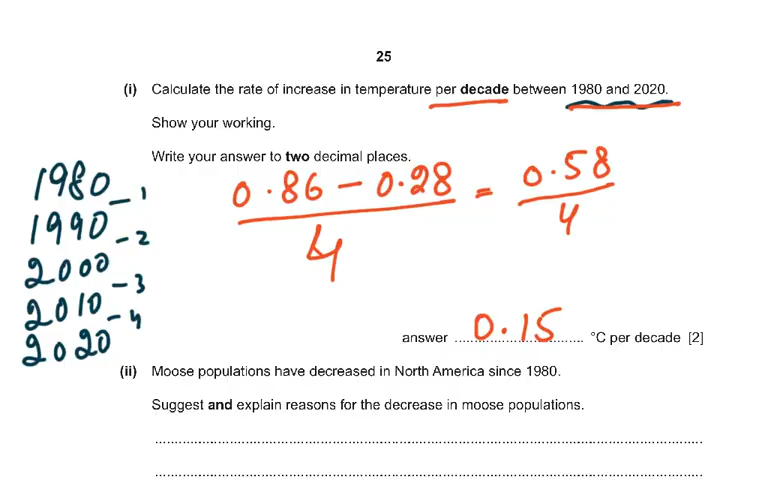 25
(i) Calculate the rate of increase in temperature per decade between 1980 and 2020.
Show your working.
Write your answer to two decimal places.
1980 - 1
1990 - 2
2000 - 3
2010 - 4
2020
0.86 - 0.28 = 0.58
4 4
answer ..... 0.15 ..... °C per decade [2]
(ii) Moose populations have decreased in North America since 1980.
Suggest and explain reasons for the decrease in moose populations.